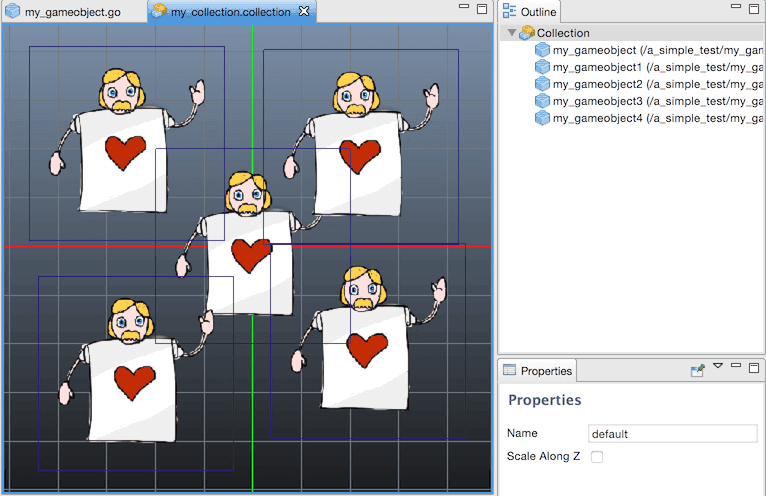 my_gameobject.go
my_collection.collection
Outline
Collection
my_gameobject (/a_simple_test/my_gam
my_gameobject1 (/a_simple_test/my_ga
my_gameobject2 (/a_simple_test/my_ga
my_gameobject3 (/a_simple_test/my_ga
my_gameobject4 (/a_simple_test/my_ga
Properties
Properties
Name
default
Scale Along Z